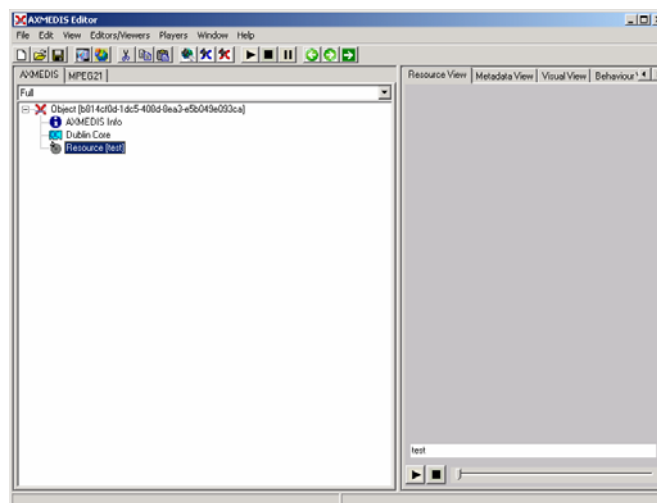 AXMEDIS Editor
File Edit View Editors/Viewers Players Window Help
AXMEDIS MPEG21
Resource View Metadata View Visual View Behaviour
Full
Object [b814cf0d-1dc5-408d-8ea3-e5b049e093ca]
AXMEDIS Info
Dublin Core
Resource [test]
test